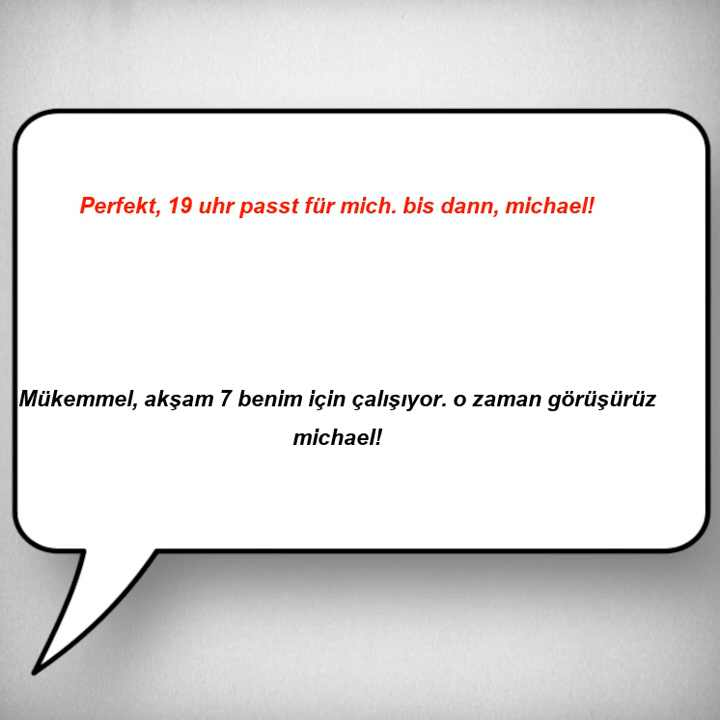 Perfekt, 19 uhr passt für mich. bis dann, michael!
Mükemmel, akşam 7 benim için çalışıyor. o zaman görüşürüz
michael!